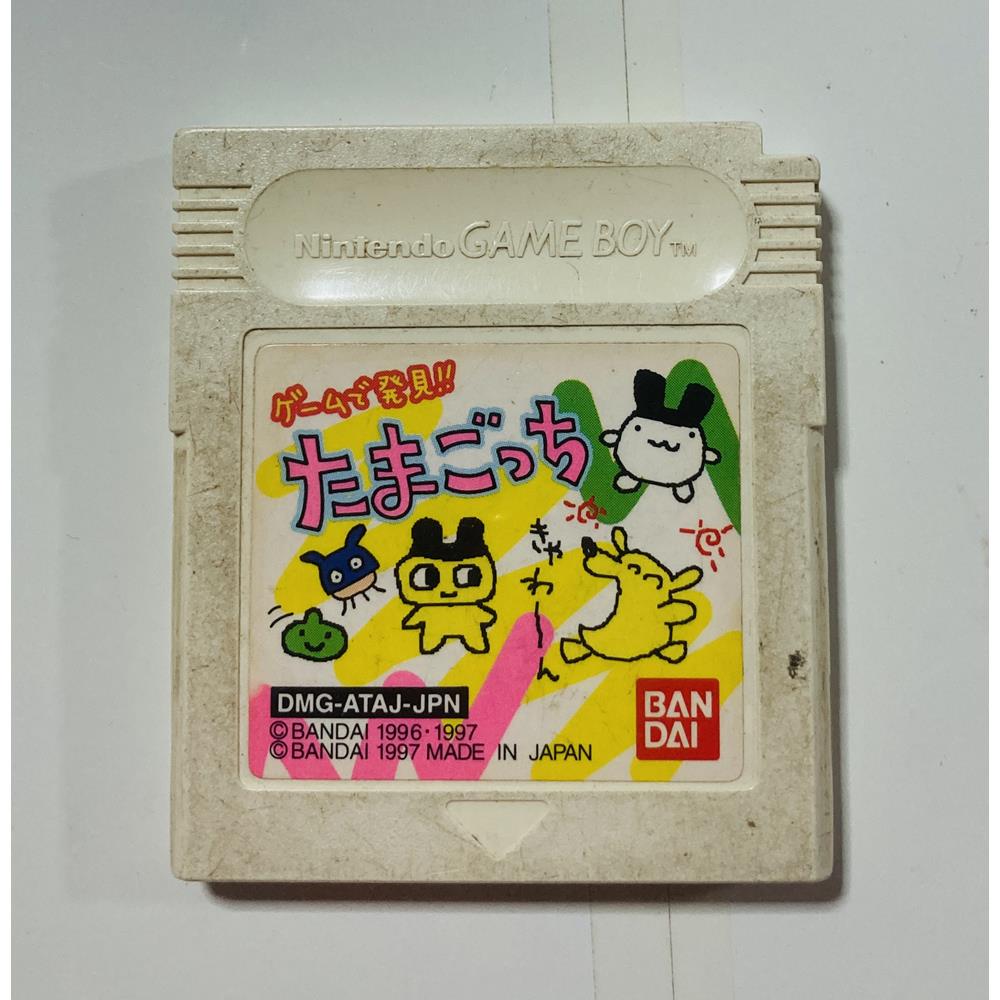 Nintendo GAME BOY TM
ゲームで発見!!
たまごっち
きゃわーん
DMG-ATAJ-JPN
©BANDAI 1996・1997
©BANDAI 1997 MADE IN JAPAN
BAN
DAI